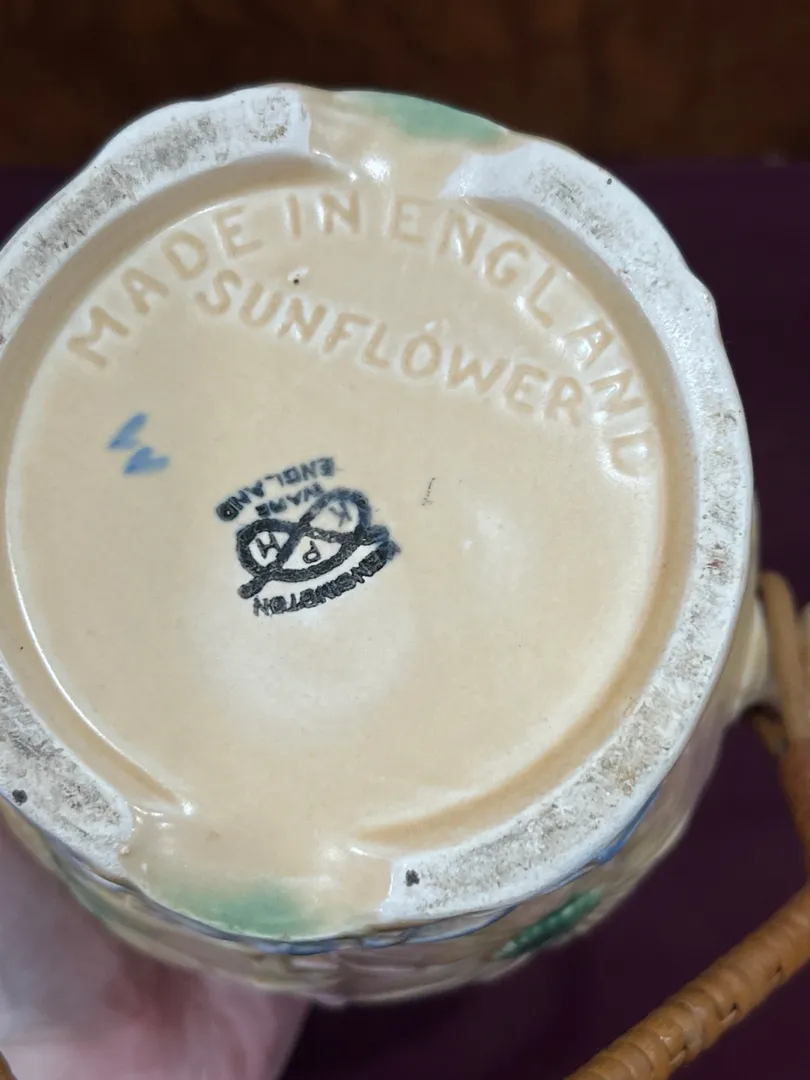 MADE IN ENGLAND
SUNFLOWER
KENSINGTON
K P H
WARE
ENGLAND